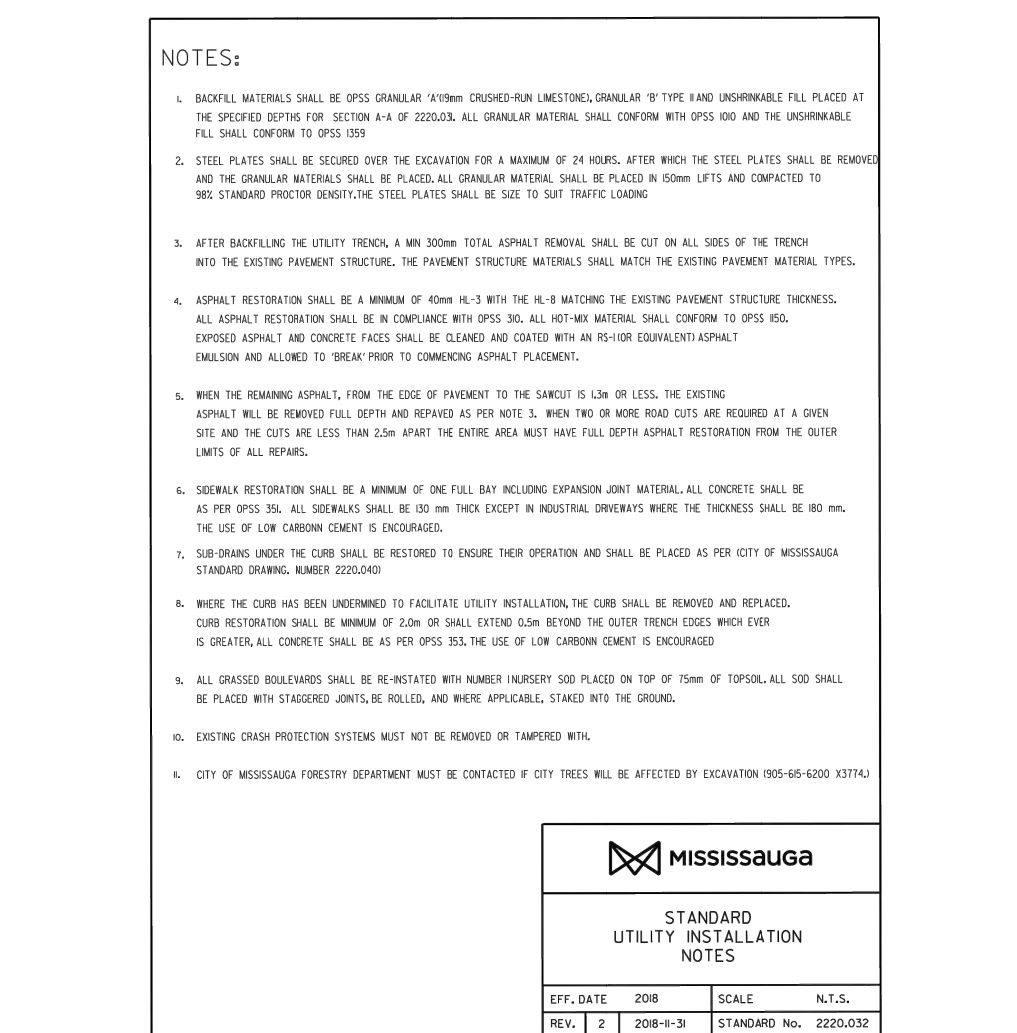 NOTES:
1. BACKFILL MATERIALS SHALL BE OPSS GRANULAR 'A'(19mm CRUSHED-RUN LIMESTONE), GRANULAR 'B' TYPE II AND UNSHRINKABLE FILL PLACED AT
THE SPECIFIED DEPTHS FOR SECTION A-A OF 2220.031. ALL GRANULAR MATERIAL SHALL CONFORM WITH OPSS 1010 AND THE UNSHRINKABLE
FILL SHALL CONFORM TO OPSS 1359
2. STEEL PLATES SHALL BE SECURED OVER THE EXCAVATION FOR A MAXIMUM OF 24 HOURS. AFTER WHICH THE STEEL PLATES SHALL BE REMOVED
AND THE GRANULAR MATERIALS SHALL BE PLACED. ALL GRANULAR MATERIAL SHALL BE PLACED IN 150mm LIFTS AND COMPACTED TO
98% STANDARD PROCTOR DENSITY.THE STEEL PLATES SHALL BE SIZE TO SUIT TRAFFIC LOADING
3. AFTER BACKFILLING THE UTILITY TRENCH, A MIN 300mm TOTAL ASPHALT REMOVAL SHALL BE CUT ON ALL SIDES OF THE TRENCH
INTO THE EXISTING PAVEMENT STRUCTURE. THE PAVEMENT STRUCTURE MATERIALS SHALL MATCH THE EXISTING PAVEMENT MATERIAL TYPES.
4. ASPHALT RESTORATION SHALL BE A MINIMUM OF 40mm HL-3 WITH THE HL-8 MATCHING THE EXISTING PAVEMENT STRUCTURE THICKNESS.
ALL ASPHALT RESTORATION SHALL BE IN COMPLIANCE WITH OPSS 310. ALL HOT-MIX MATERIAL SHALL CONFORM TO OPSS 1150.
EXPOSED ASPHALT AND CONCRETE FACES SHALL BE CLEANED AND COATED WITH AN RS-1 (OR EQUIVALENT) ASPHALT
EMULSION AND ALLOWED TO 'BREAK' PRIOR TO COMMENCING ASPHALT PLACEMENT.
5. WHEN THE REMAINING ASPHALT, FROM THE EDGE OF PAVEMENT TO THE SAWCUT IS 1.3m OR LESS. THE EXISTING
ASPHALT WILL BE REMOVED FULL DEPTH AND REPAVED AS PER NOTE 3. WHEN TWO OR MORE ROAD CUTS ARE REQUIRED AT A GIVEN
SITE AND THE CUTS ARE LESS THAN 2.5m APART THE ENTIRE AREA MUST HAVE FULL DEPTH ASPHALT RESTORATION FROM THE OUTER
LIMITS OF ALL REPAIRS.
6. SIDEWALK RESTORATION SHALL BE A MINIMUM OF ONE FULL BAY INCLUDING EXPANSION JOINT MATERIAL. ALL CONCRETE SHALL BE
AS PER OPSS 351. ALL SIDEWALKS SHALL BE 130 mm THICK EXCEPT IN INDUSTRIAL DRIVEWAYS WHERE THE THICKNESS SHALL BE 180 mm.
THE USE OF LOW CARBONN CEMENT IS ENCOURAGED.
7. SUB-DRAINS UNDER THE CURB SHALL BE RESTORED TO ENSURE THEIR OPERATION AND SHALL BE PLACED AS PER (CITY OF MISSISSAUGA
STANDARD DRAWING. NUMBER 2220.040)
8. WHERE THE CURB HAS BEEN UNDERMINED TO FACILITATE UTILITY INSTALLATION, THE CURB SHALL BE REMOVED AND REPLACED.
CURB RESTORATION SHALL BE MINIMUM OF 2.0m OR SHALL EXTEND 0.5m BEYOND THE OUTER TRENCH EDGES WHICH EVER
IS GREATER, ALL CONCRETE SHALL BE AS PER OPSS 353. THE USE OF LOW CARBONN CEMENT IS ENCOURAGED
9. ALL GRASSED BOULEVARDS SHALL BE RE-INSTATED WITH NUMBER 1 NURSERY SOD PLACED ON TOP OF 75mm OF TOPSOIL. ALL SOD SHALL
BE PLACED WITH STAGGERED JOINTS, BE ROLLED, AND WHERE APPLICABLE, STAKED INTO THE GROUND.
10. EXISTING CRASH PROTECTION SYSTEMS MUST NOT BE REMOVED OR TAMPERED WITH.
11. CITY OF MISSISSAUGA FORESTRY DEPARTMENT MUST BE CONTACTED IF CITY TREES WILL BE AFFECTED BY EXCAVATION (905-615-6200 X3774.)
MISSISSAUGA
STANDARD
UTILITY INSTALLATION
NOTES
EFF. DATE 2018 SCALE N.T.S.
REV. 2 2018-11-31 STANDARD No. 2220.032